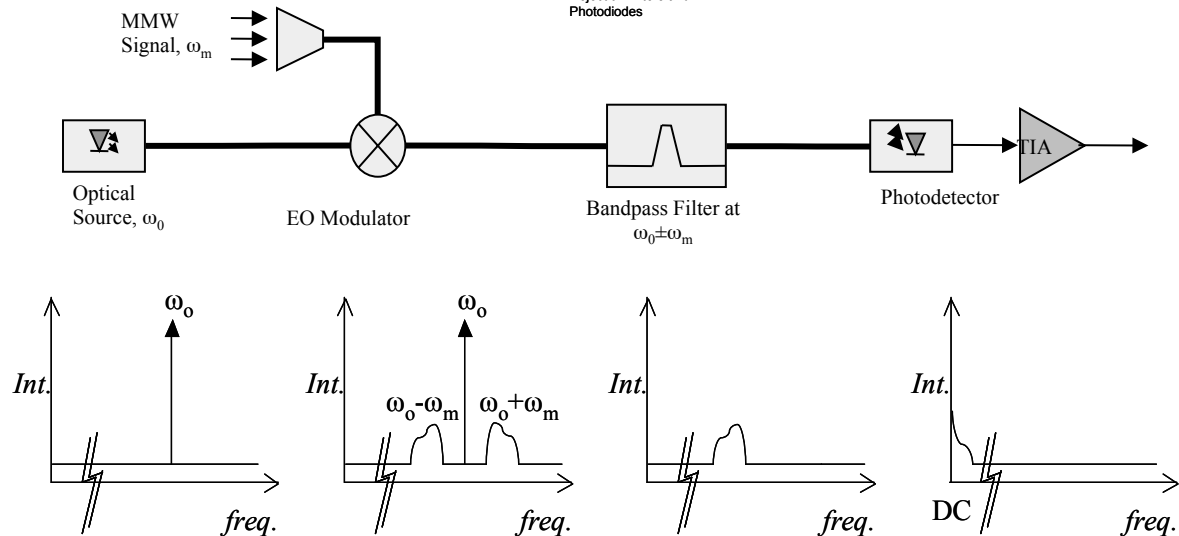 Photodiodes
MMW
Signal, ωm
TIA
Optical
Source, ω0
EO Modulator
Bandpass Filter at
ω0±ωm
Photodetector
ωo
ωo
Int.
Int.
ωo-ωm
ωo+ωm
Int.
Int.
DC
freq.
freq.
freq.
freq.